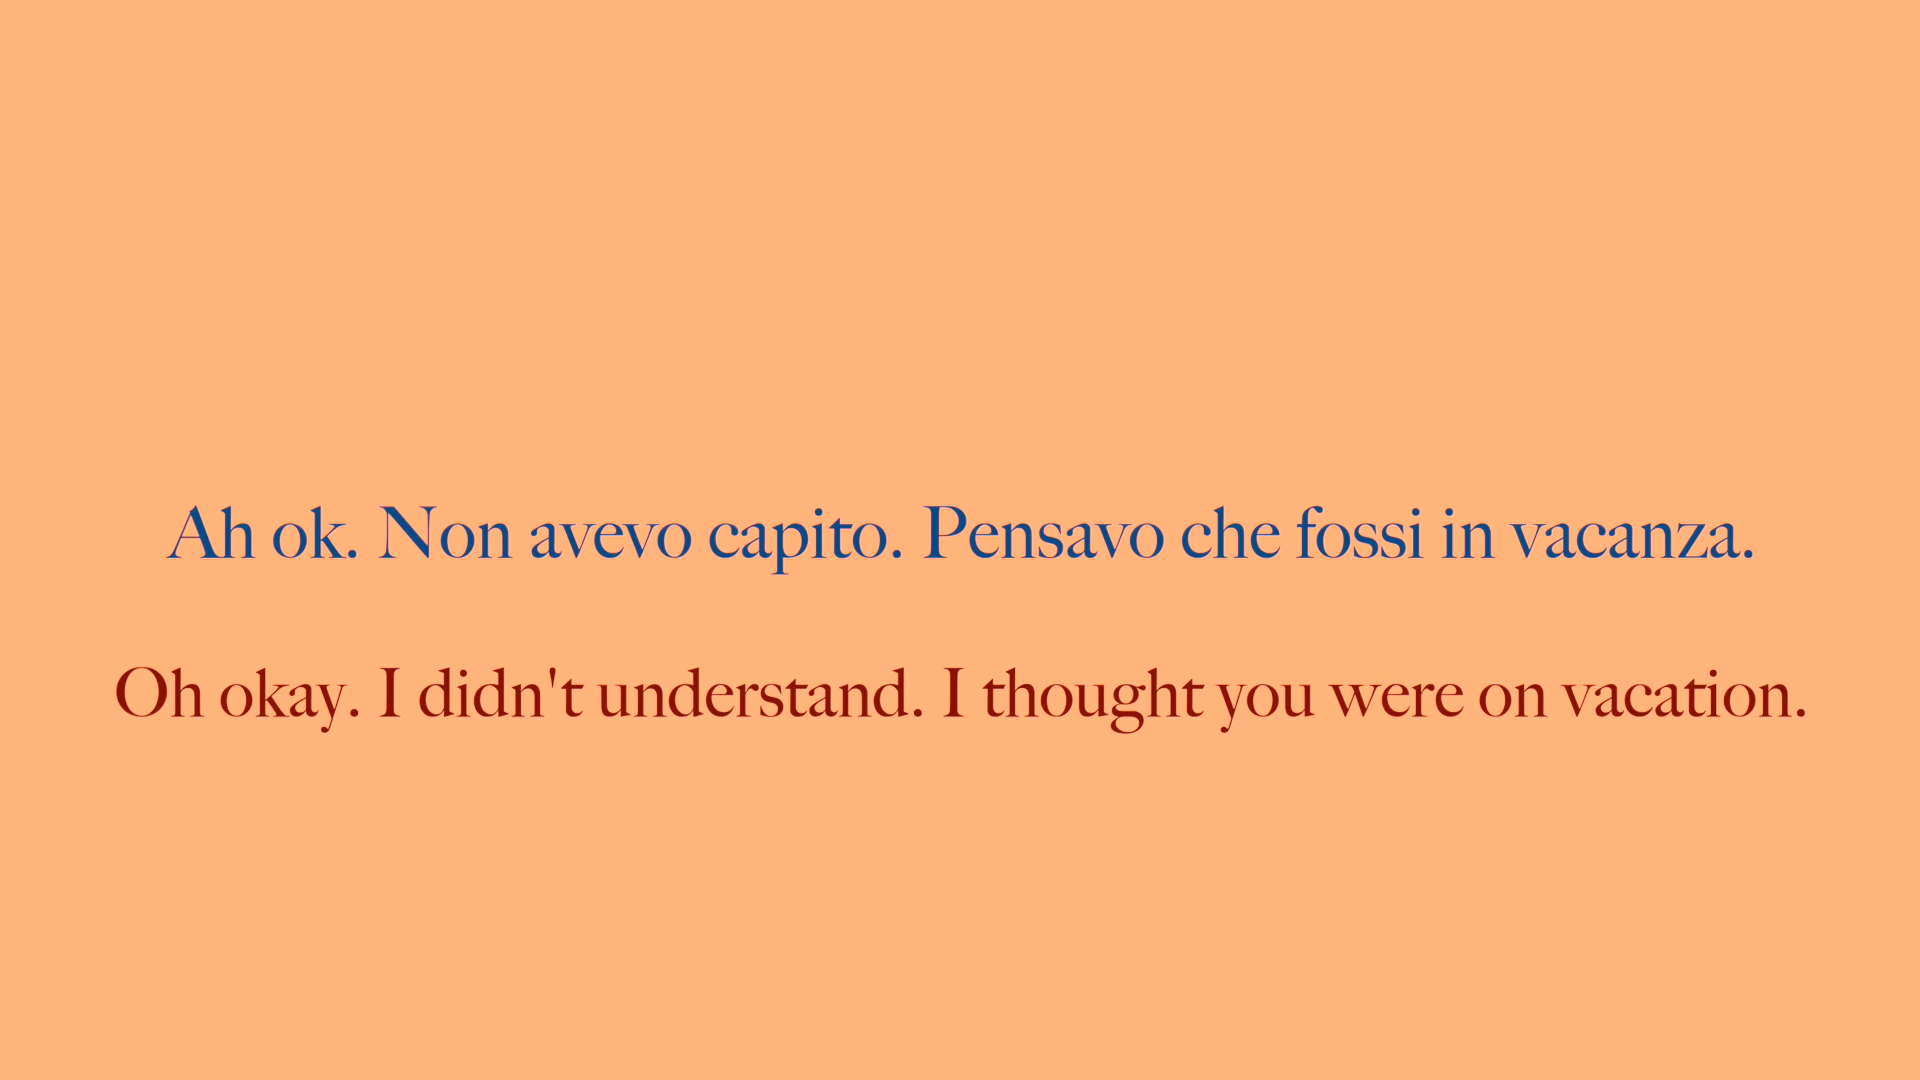 Ah ok. Non avevo capito. Pensavo che fossi in vacanza.
Oh okay. I didn't understand. I thought you were on vacation.